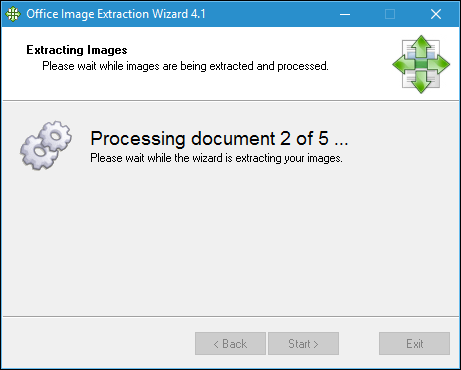 Office Image Extraction Wizard 4.1
Extracting Images
Please wait while images are being extracted and processed.
Processing document 2 of 5 ...
Please wait while the wizard is extracting your images.
< Back Start > Exit